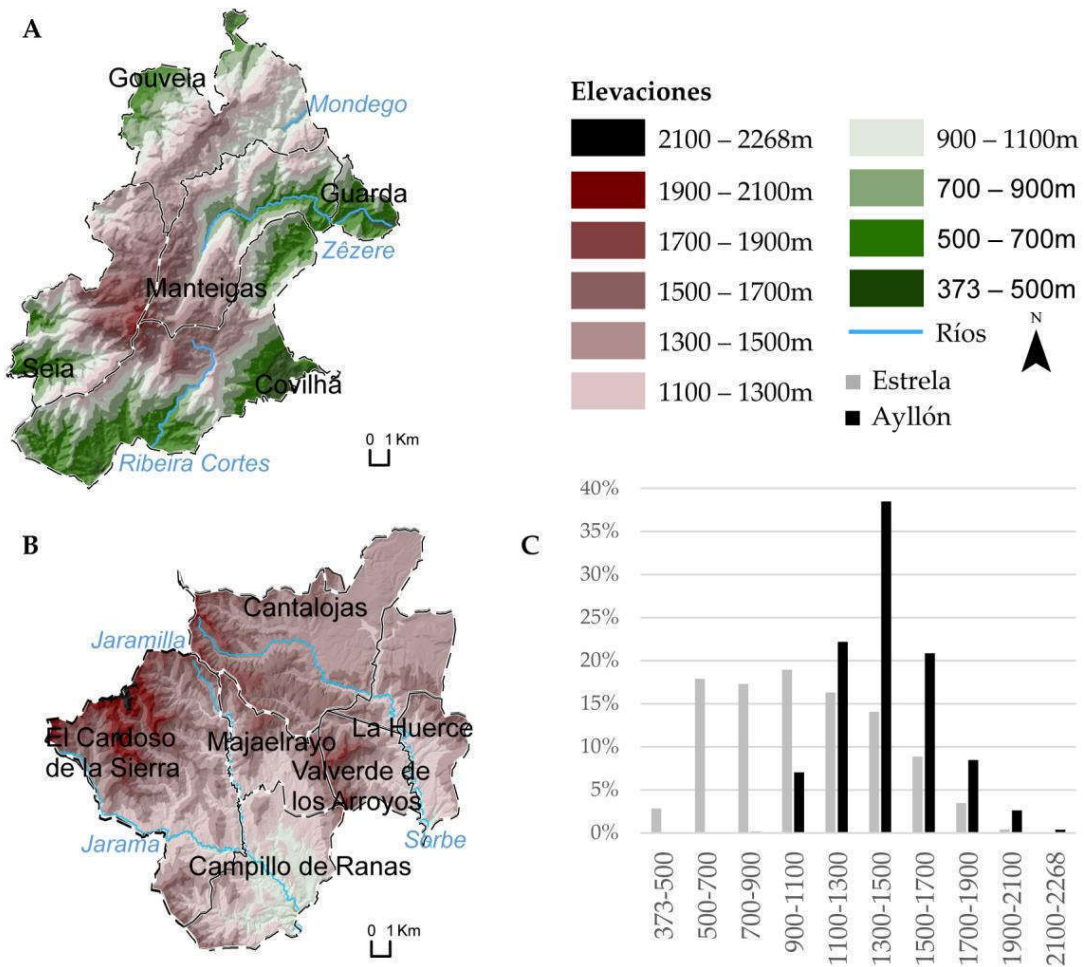 A
Gouveia
Mondego
Guarda
Zêzere
Manteigas
Seia
Covilhã
0 1 Km
Ribeira Cortes
Elevaciones
2100 – 2268m
1900 – 2100m
1700 – 1900m
1500 – 1700m
1300 – 1500m
1100 – 1300m
900 – 1100m
700 – 900m
500 – 700m
373 – 500m
Ríos
N
Estrela
Ayllón
B
Cantalojas
Jaramilla
La Huerce
El Cardoso
de la Sierra
Majaelrayo
Valverde de
los Arroyos
Jarama
Sorbe
Campillo de Ranas
0 1 Km
C
40%
35%
30%
25%
20%
15%
10%
5%
0%
373-500
500-700
700-900
900-1100
1100-1300
1300-1500
1500-1700
1700-1900
1900-2100
2100-2268